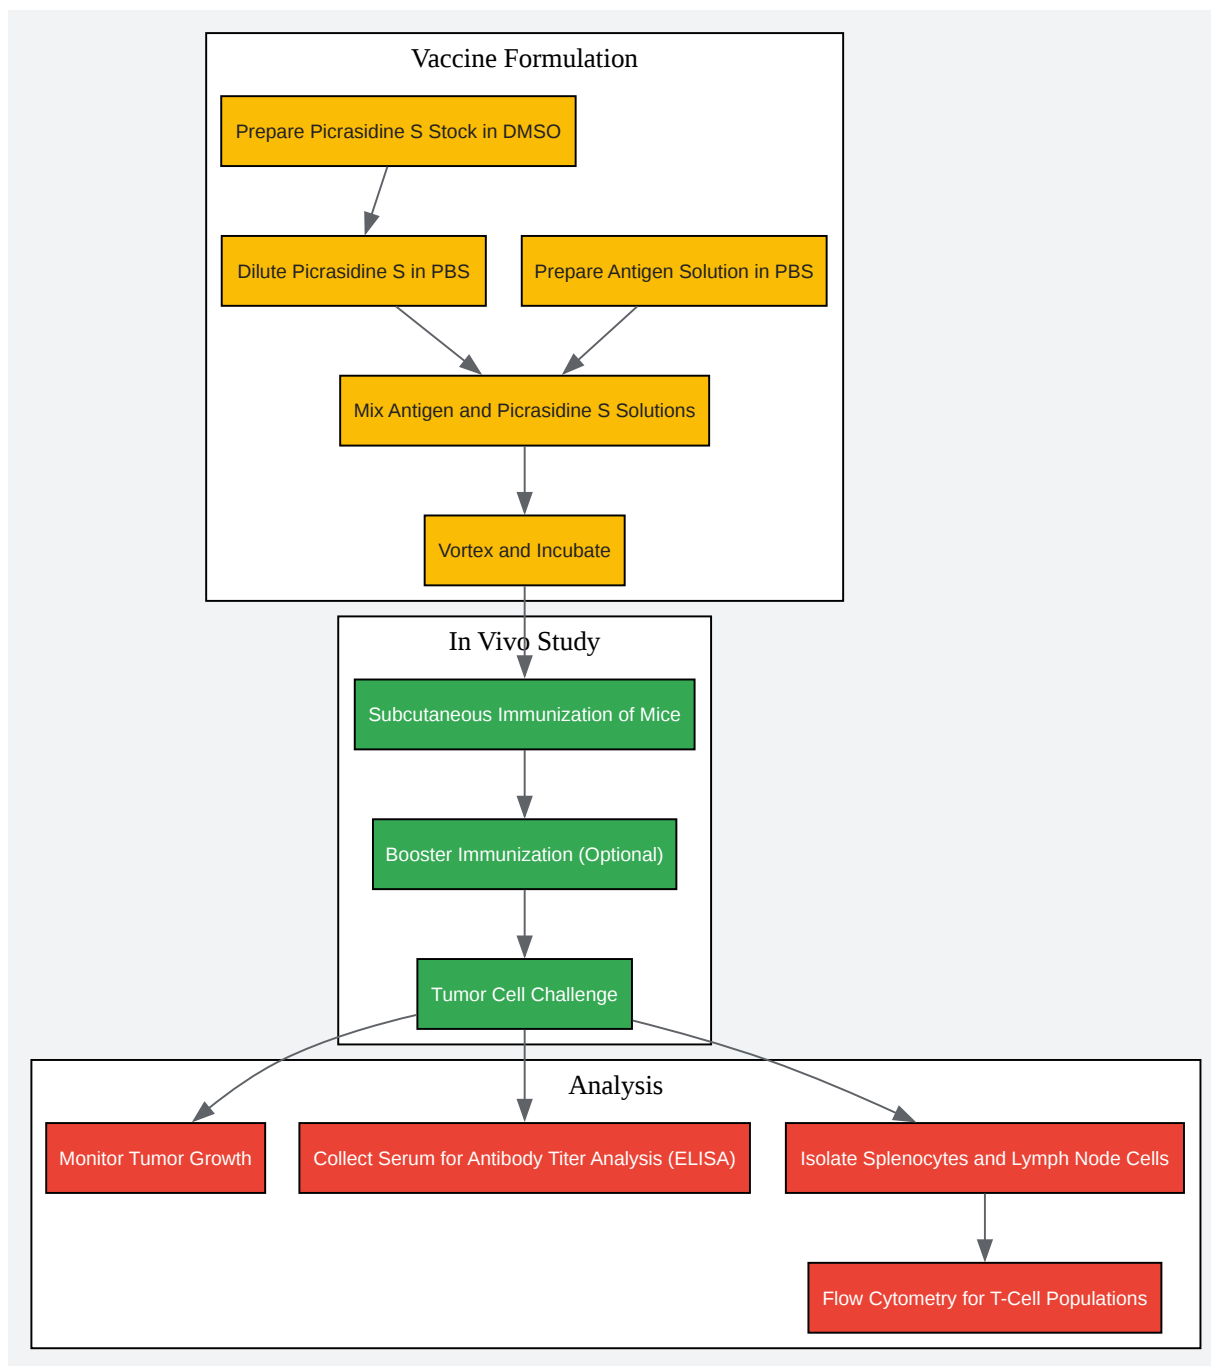 Vaccine Formulation
Prepare Picrasidine S Stock in DMSO
Dilute Picrasidine S in PBS
Prepare Antigen Solution in PBS
Mix Antigen and Picrasidine S Solutions
Vortex and Incubate
In Vivo Study
Subcutaneous Immunization of Mice
Booster Immunization (Optional)
Tumor Cell Challenge
Analysis
Monitor Tumor Growth
Collect Serum for Antibody Titer Analysis (ELISA)
Isolate Splenocytes and Lymph Node Cells
Flow Cytometry for T-Cell Populations